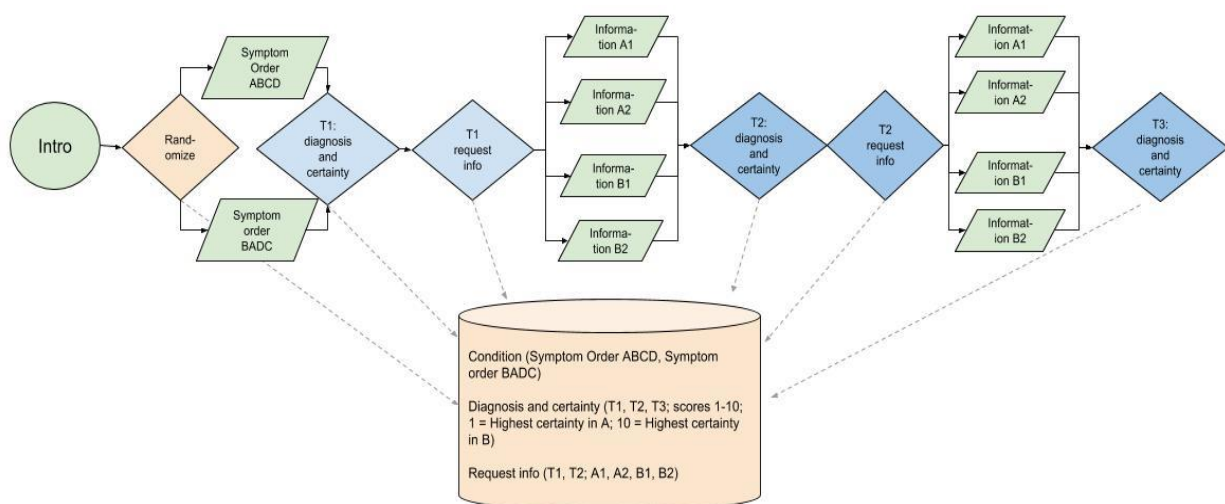 Intro
Rand-
omize
Symptom
Order
ABCD
Symptom
order
BADC
T1:
diagnosis
and
certainty
T1
request
info
Informa-
tion A1
Informa-
tion A2
Informa-
tion B1
Informa-
tion B2
T2:
diagnosis
and
certainty
T2
request
info
Informat-
ion A1
Informa-
tion A2
Informat-
ion B1
Informa-
tion B2
T3:
diagnosis and
certainty
Condition (Symptom Order ABCD, Symptom
order BADC)
Diagnosis and certainty (T1, T2, T3; scores 1-10;
1 = Highest certainty in A; 10 = Highest certainty
in B)
Request info (T1, T2; A1, A2, B1, B2)